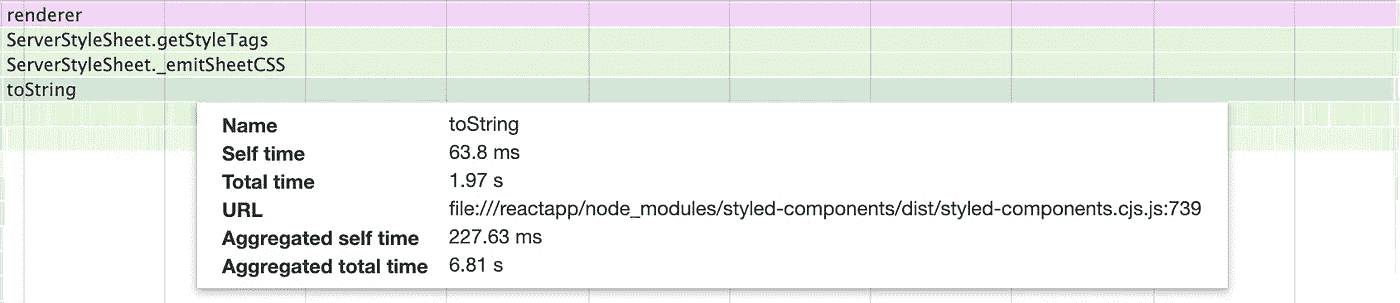 renderer
ServerStyleSheet.getStyleTags
ServerStyleSheet._emitSheetCSS
toString
Name toString
Self time 63.8 ms
Total time 1.97 s
URL file:///reactapp/node_modules/styled-components/dist/styled-components.cjs.js:739
Aggregated self time 227.63 ms
Aggregated total time 6.81 s